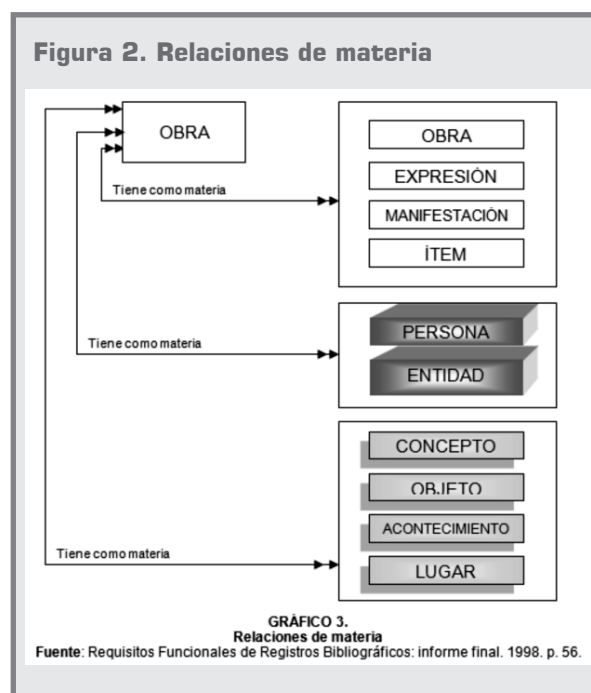 Figura 2. Relaciones de materia
OBRA
Tiene como materia
OBRA
EXPRESIÓN
MANIFESTACIÓN
ÍTEM
Tiene como materia
PERSONA
ENTIDAD
Tiene como materia
CONCEPTO
OBJETO
ACONTECIMIENTO
LUGAR
GRÁFICO 3.
Relaciones de materia
Fuente: Requisitos Funcionales de Registros Bibliográficos: informe final. 1998. p. 56.